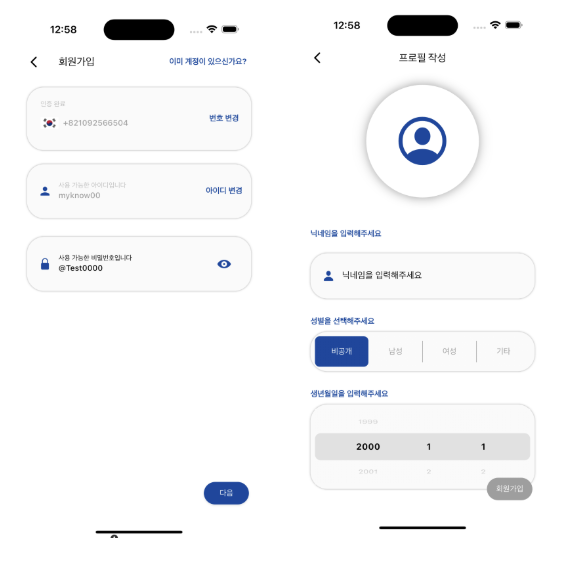 12:58
회원가입
이미 계정이 있으신가요?
인증 완료
+821092566504
번호 변경
사용 가능한 아이디입니다
myknow00
아이디 변경
사용 가능한 비밀번호입니다
@Test0000
다음
12:58
프로필 작성
닉네임을 입력해주세요
닉네임을 입력해주세요
성별을 선택해주세요
비공개 남성 여성 기타
생년월일을 입력해주세요
1999
2000 1 1
2001 2 2
회원가입